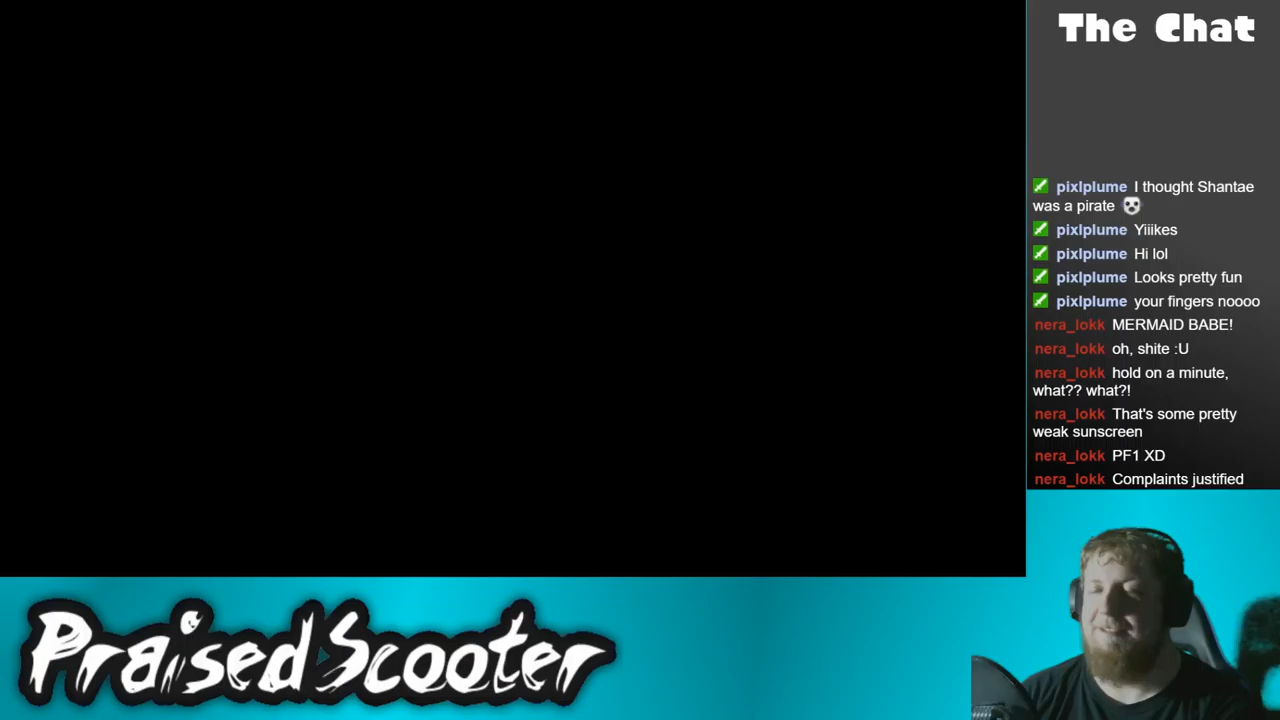 The Chat
pixlplume I thought Shantae
was a pirate
pixlplume Yiiikes
pixlplume Hi lol
pixlplume Looks pretty fun
pixlplume your fingers noooo
nera_lokk MERMAID BABE!
nera_lokk oh, shite :U
nera_lokk hold on a minute,
what?? what?!
nera_lokk That's some pretty
weak sunscreen
nera_lokk PF1 XD
nera_lokk Complaints justified
PraisedScooter